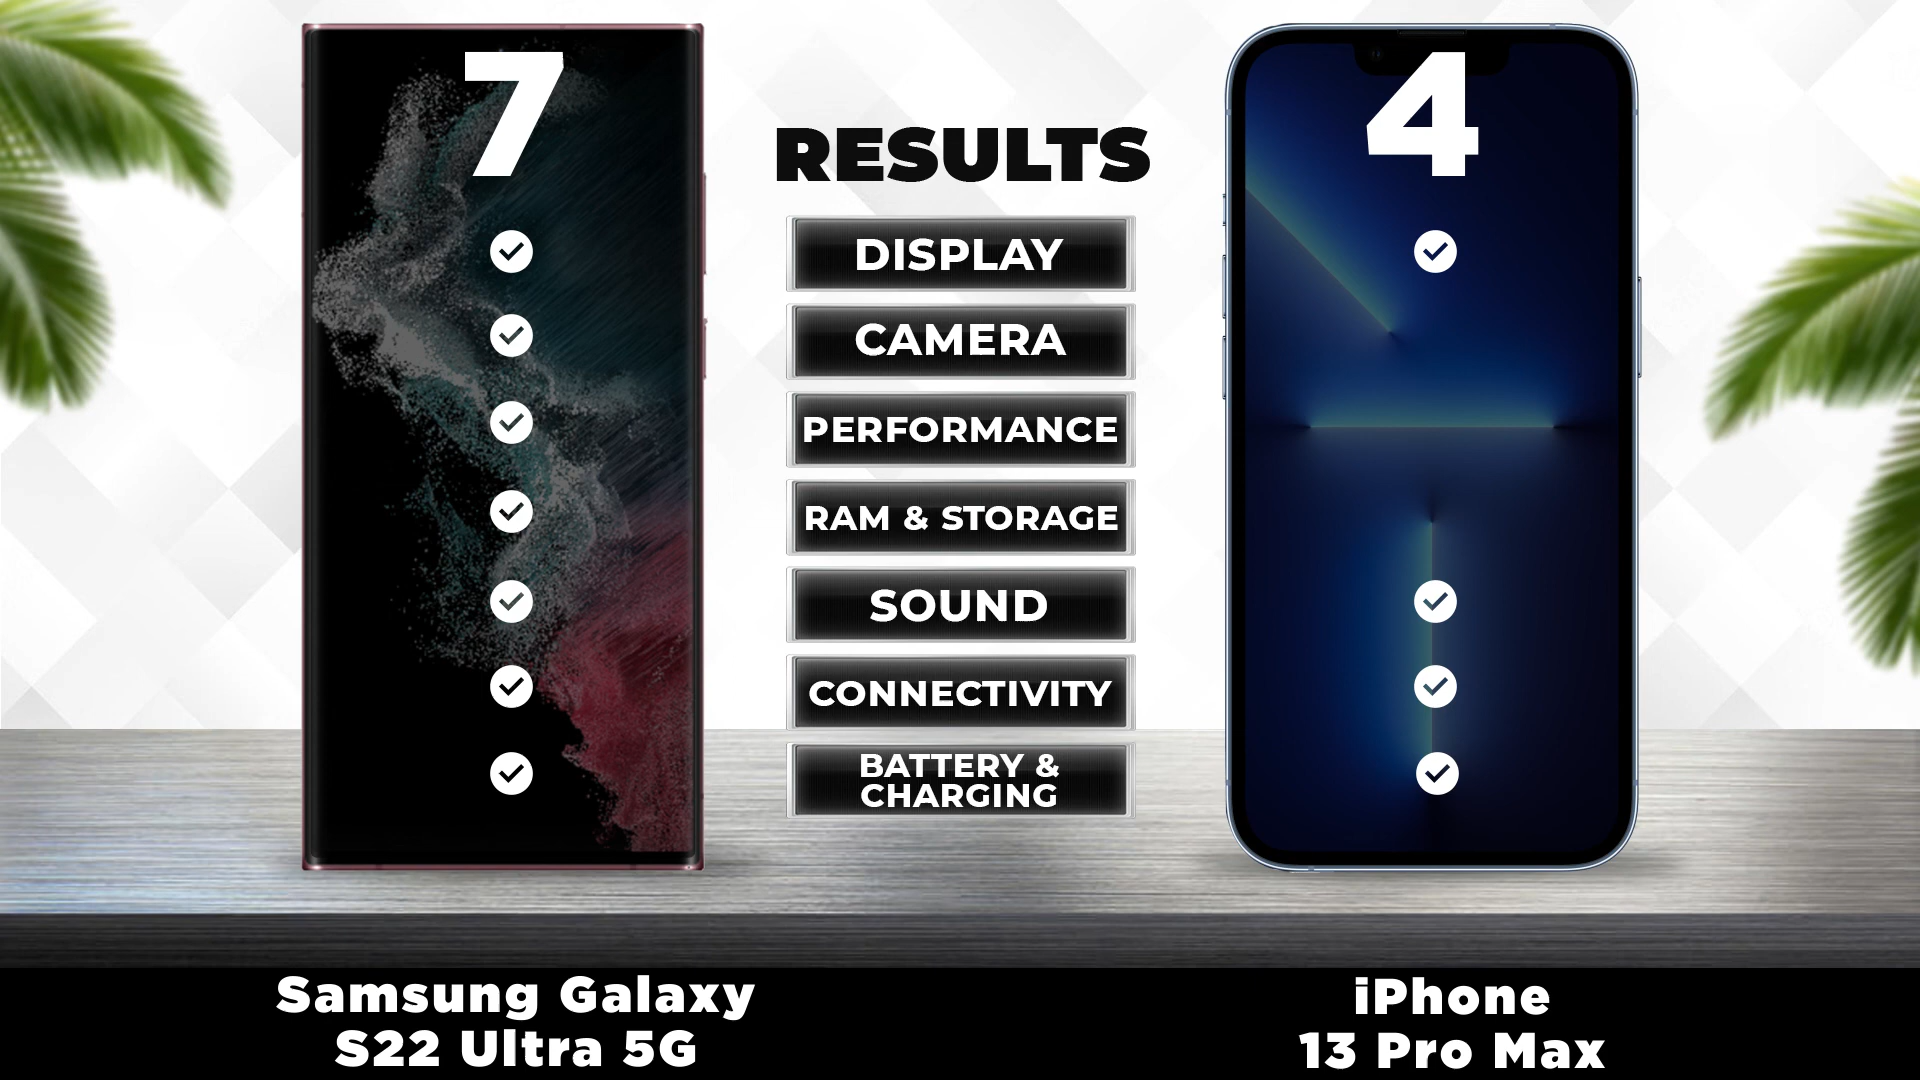 7
4
RESULTS
DISPLAY
CAMERA
PERFORMANCE
RAM & STORAGE
SOUND
CONNECTIVITY
BATTERY &
CHARGING
Samsung Galaxy
S22 Ultra 5G
iPhone
13 Pro Max